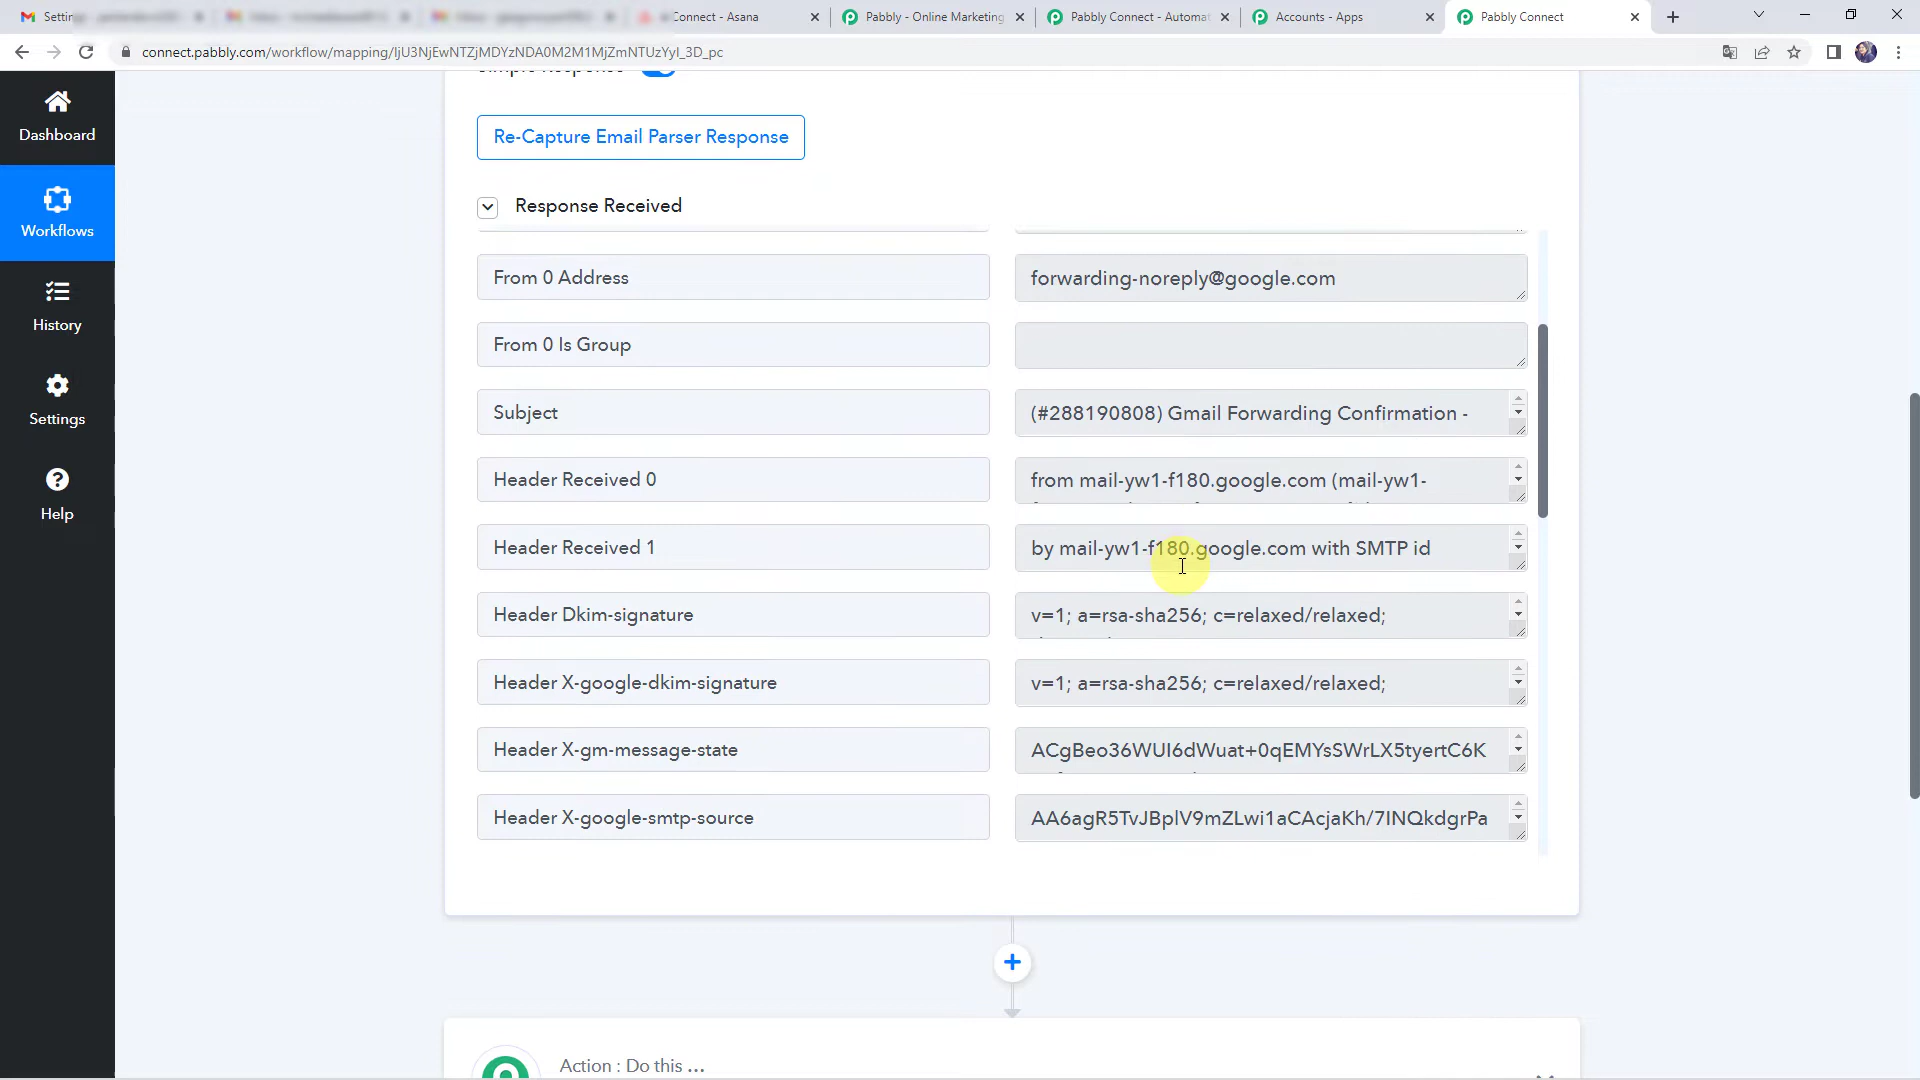 Connect - Asana
Pabbly - Online Marketing
Pabbly Connect - Automat
Accounts - Apps
Pabbly Connect
connect.pabbly.com/workflow/mapping/IjU3NjEwNTZjMDYzNDA0M2M1MjZmNTUzYyI_3D_pc
Dashboard
Workflows
History
Settings
Help
Re-Capture Email Parser Response
Response Received
From 0 Address
forwarding-noreply@google.com
From 0 Is Group
Subject
(#288190808) Gmail Forwarding Confirmation -
Header Received 0
from mail-yw1-f180.google.com (mail-yw1-
Header Received 1
by mail-yw1-f180.google.com with SMTP id
Header Dkim-signature
v=1; a=rsa-sha256; c=relaxed/relaxed;
Header X-google-dkim-signature
v=1; a=rsa-sha256; c=relaxed/relaxed;
Header X-gm-message-state
ACgBeo36WUI6dWuat+0qEMYsSWrLX5tyertC6K
Header X-google-smtp-source
AA6agR5TvJBplV9mZLwi1aCAcjaKh/7INQkdgrPa
Action : Do this ...